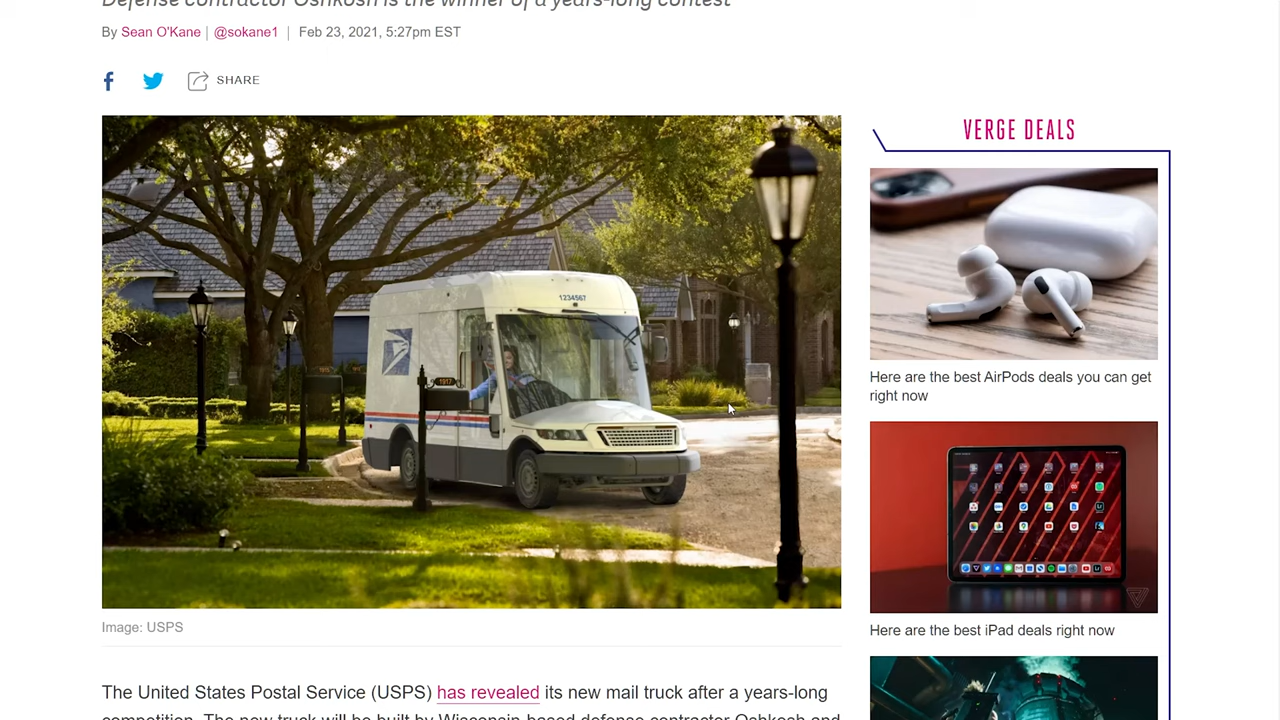 Defense contractor Oshkosh is the winner of a years-long contest
By Sean O'Kane | @sokane1 | Feb 23, 2021, 5:27pm EST
SHARE
VERGE DEALS
1234567
1915
1917
Here are the best AirPods deals you can get
right now
Here are the best iPad deals right now
Image: USPS
The United States Postal Service (USPS) has revealed its new mail truck after a years-long
competition. The new truck will be built by Wisconsin-based defense contractor Oshkosh and